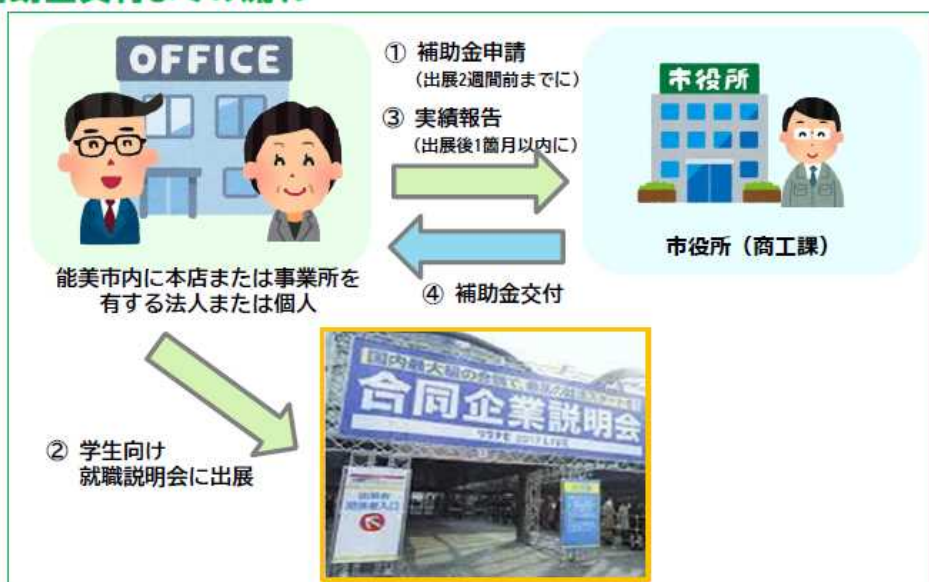 OFFICE
① 補助金申請
(出展2週間前までに)
③ 実績報告
(出展後1箇月以内に)
市役所
市役所(商工課)
能美市内に本店または事業所を
有する法人または個人
④ 補助金交付
② 学生向け
就職説明会に出展
合同企業説明会